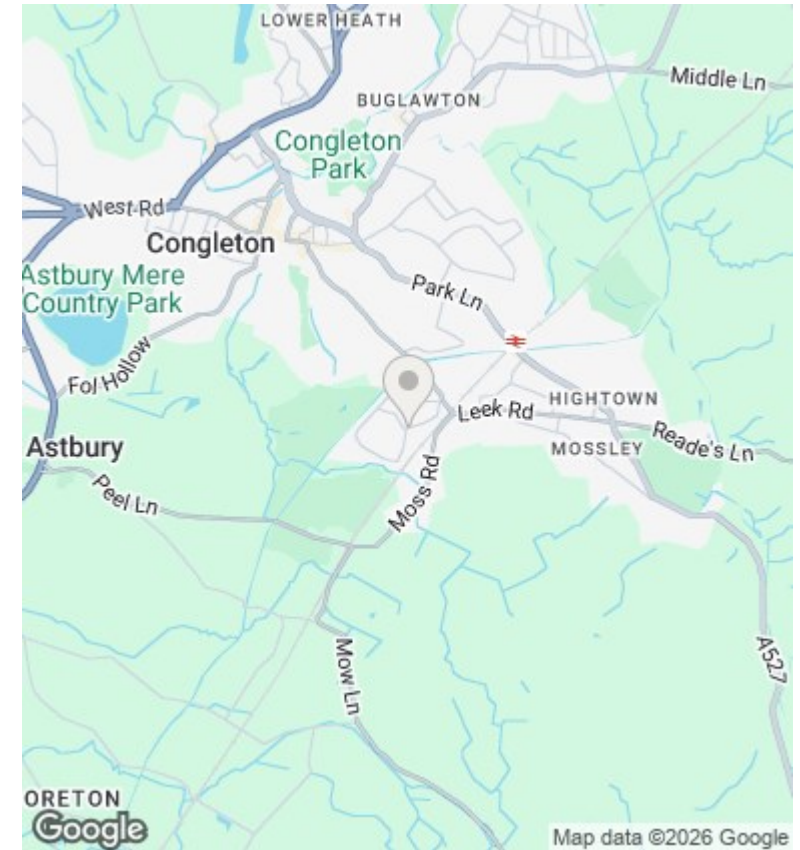 LOWER HEATH
Middle Ln
BUGLAWTON
Congleton
Park
West Rd
Congleton
Astbury Mere
Country Park
Park Ln
Fol Hollow
HIGHTOWN
Leek Rd
Astbury
MOSSLEY
Reade's Ln
Peel Ln
Moss Rd
A527
Mow Ln
ORETON
Google
Map data ©2026 Google